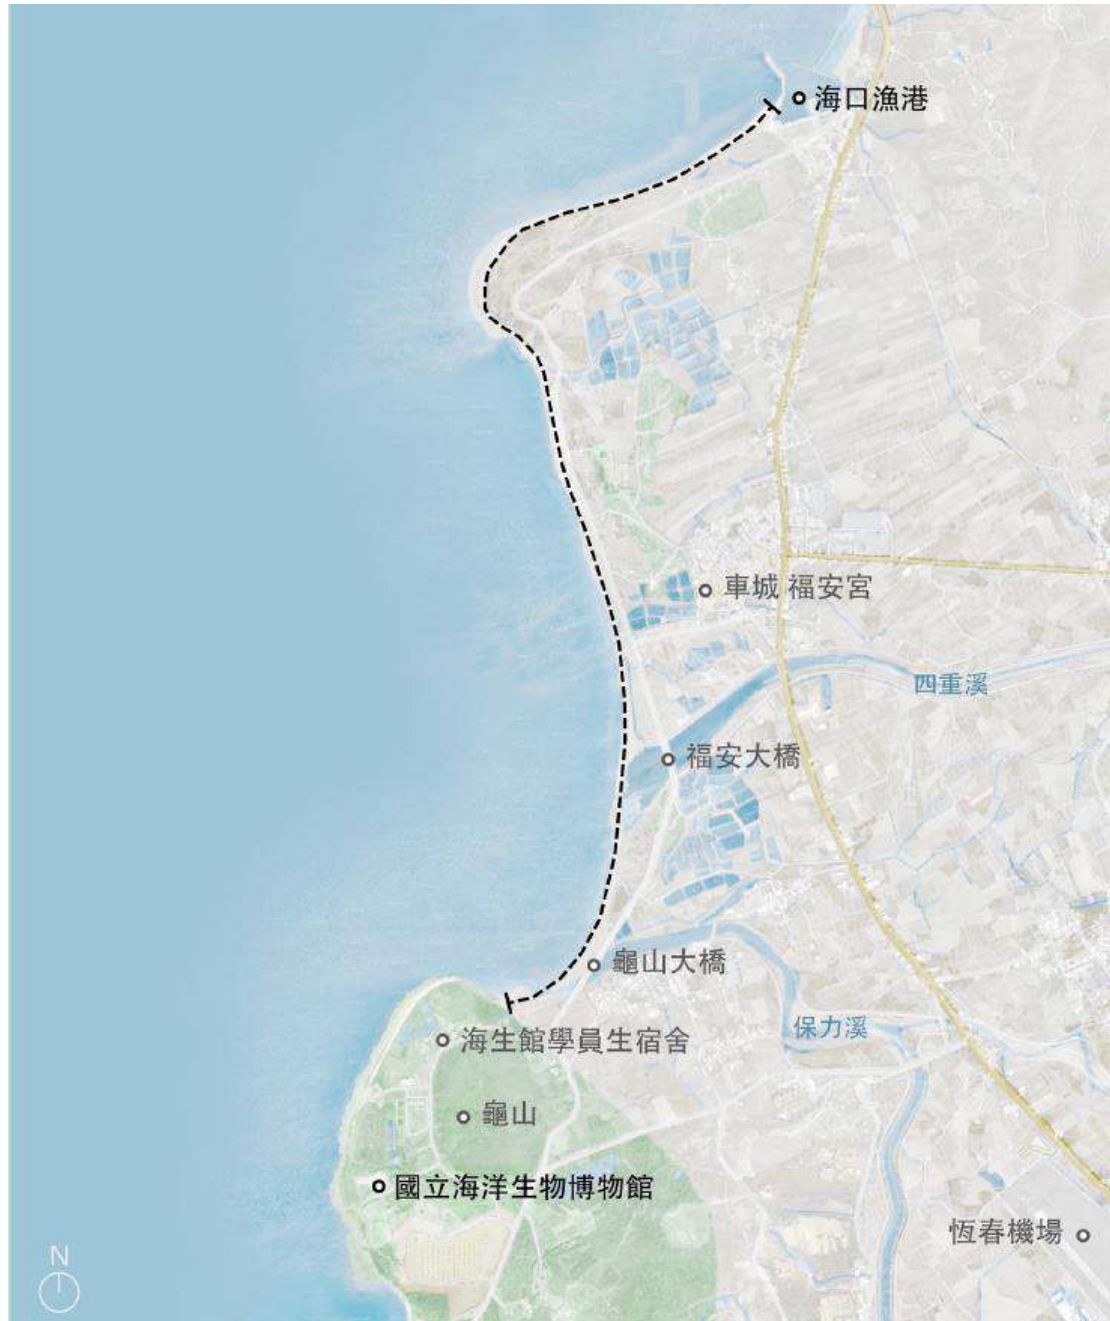 海口漁港
車城 福安宮
四重溪
福安大橋
龜山大橋
保力溪
海生館學員生宿舍
龜山
國立海洋生物博物館
恆春機場
N